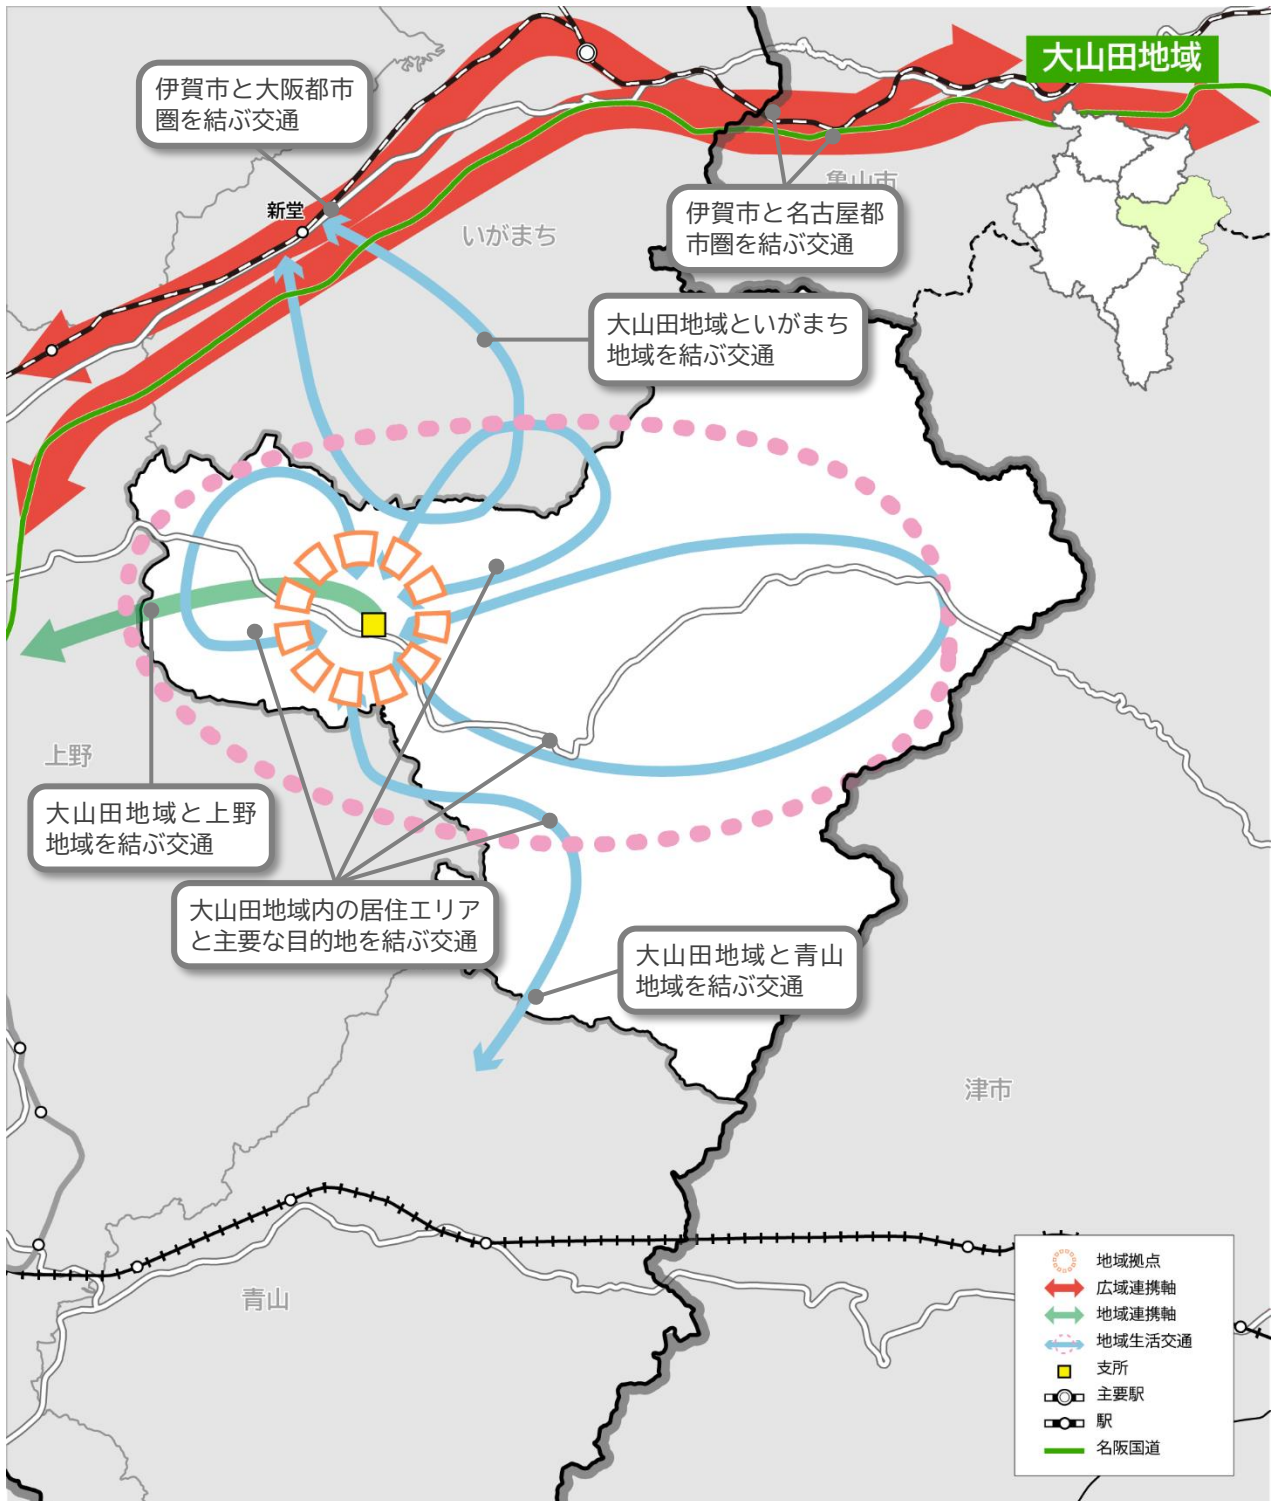 大山田地域
伊賀市と大阪都市
圏を結ぶ交通
亀山市
新堂
いがまち
伊賀市と名古屋都
市圏を結ぶ交通
大山田地域といがまち
地域を結ぶ交通
上野
大山田地域と上野
地域を結ぶ交通
大山田地域内の居住エリア
と主要な目的地を結ぶ交通
大山田地域と青山
地域を結ぶ交通
津市
青山
地域拠点
広域連携軸
地域連携軸
地域生活交通
支所
主要駅
駅
名阪国道